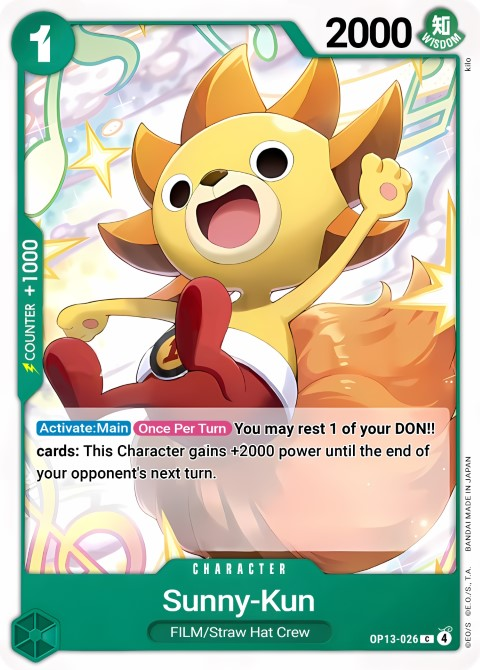 1
2000
知
WISDOM
kilo
COUNTER +1000
Activate:Main Once Per Turn You may rest 1 of your DON!!
cards: This Character gains +2000 power until the end of
your opponent's next turn.
CHARACTER
Sunny-Kun
FILM/Straw Hat Crew
OP13-026 C 4
©EO/S ©E.O/S.,T.A. BANDAI MADE IN JAPAN